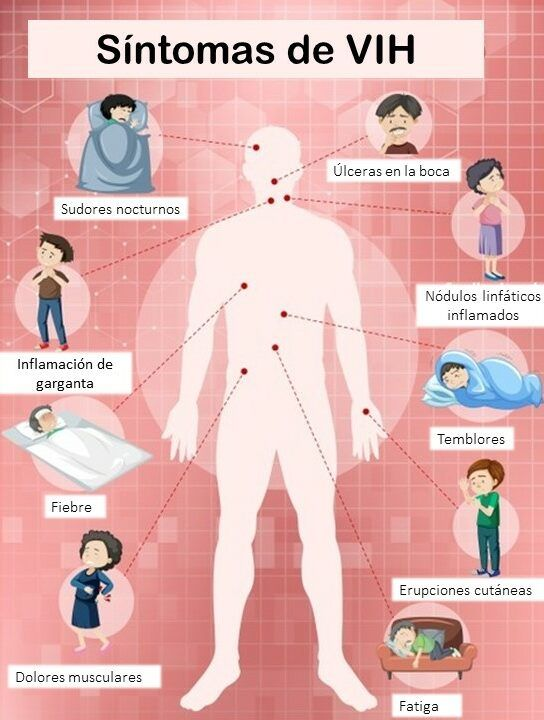 Síntomas de VIH
Sudores nocturnos
Úlceras en la boca
Inflamación de
garganta
Nódulos linfáticos
inflamados
Fiebre
Temblores
Dolores musculares
Erupciones cutáneas
Fatiga